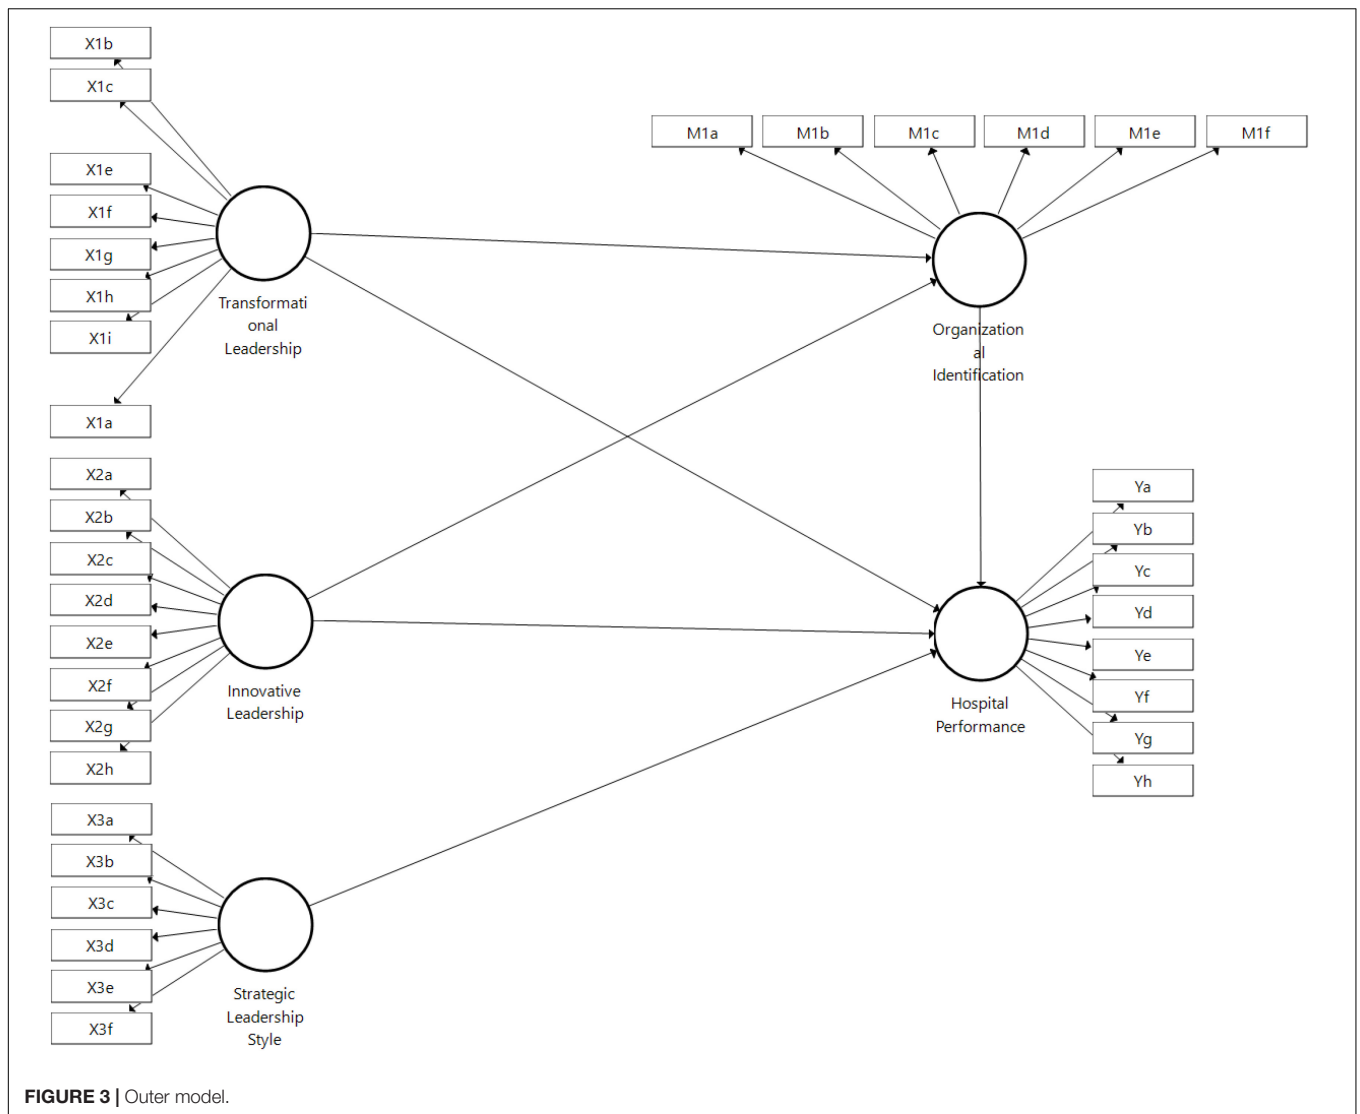 X1b
X1c
X1e
X1f
X1g
X1h
X1i
X1a
Transformati
onal
Leadership
M1a
M1b
M1c
M1d
M1e
M1f
Organization
al
Identification
X2a
X2b
X2c
X2d
X2e
X2f
X2g
X2h
Innovative
Leadership
Ya
Yb
Yc
Yd
Ye
Yf
Yg
Yh
Hospital
Performance
X3a
X3b
X3c
X3d
X3e
X3f
Strategic
Leadership
Style
FIGURE 3 | Outer model.